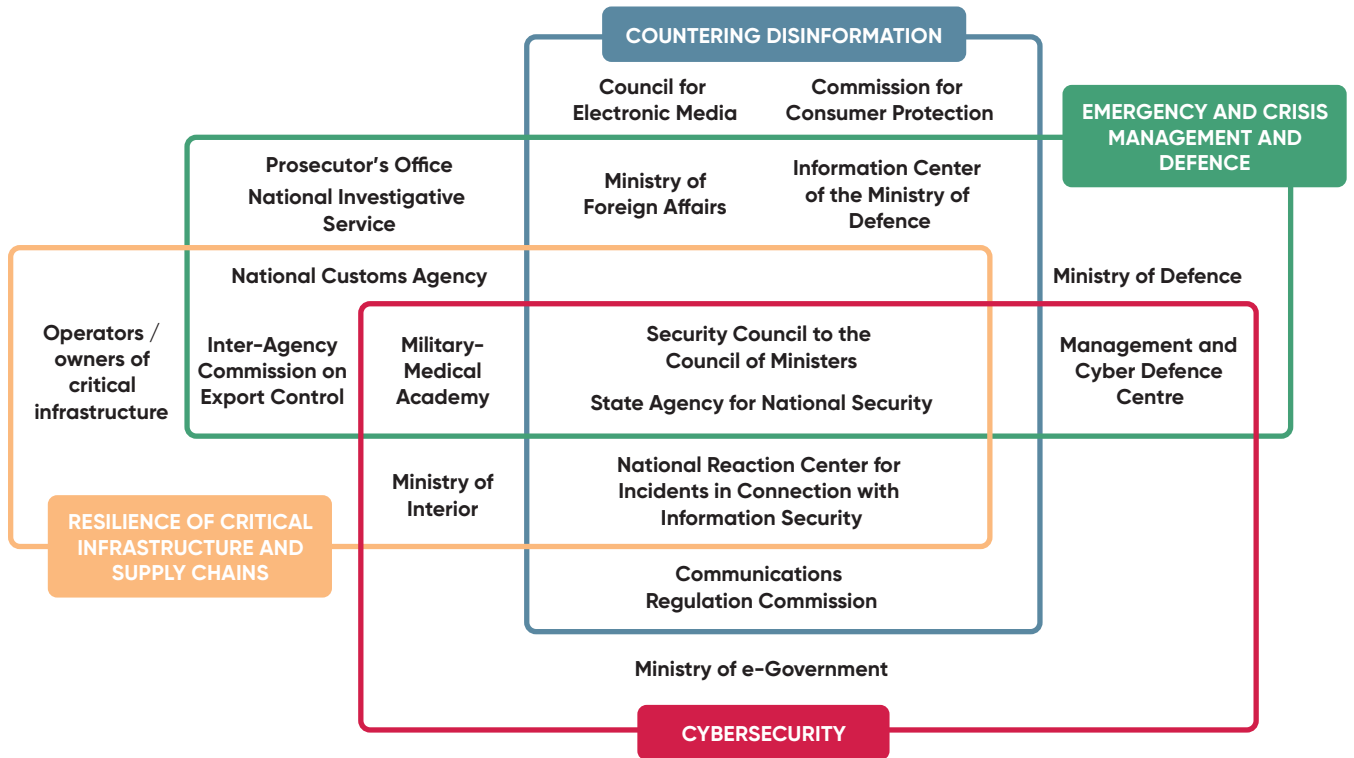 COUNTERING DISINFORMATION
Council for
Electronic Media
Commission for
Consumer Protection
EMERGENCY AND CRISIS
MANAGEMENT AND
DEFENCE
Prosecutor’s Office
National Investigative
Service
Ministry of
Foreign Affairs
Information Center
of the Ministry of
Defence
National Customs Agency
Ministry of Defence
Operators /
owners of
critical
infrastructure
Inter-Agency
Commission on
Export Control
Military-
Medical
Academy
Security Council to the
Council of Ministers
State Agency for National Security
Management and
Cyber Defence
Centre
Ministry of
Interior
National Reaction Center for
Incidents in Connection with
Information Security
RESILIENCE OF CRITICAL
INFRASTRUCTURE AND
SUPPLY CHAINS
Communications
Regulation Commission
Ministry of e-Government
CYBERSECURITY